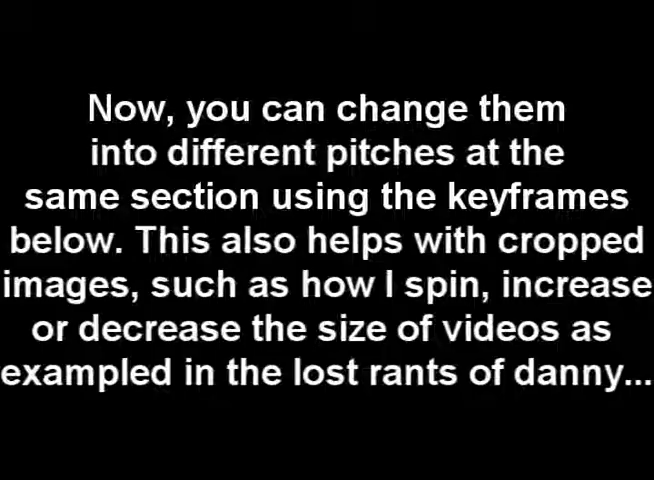 Now, you can change them
into different pitches at the
same section using the keyframes
below. This also helps with cropped
images, such as how I spin, increase
or decrease the size of videos as
exampled in the lost rants of danny...